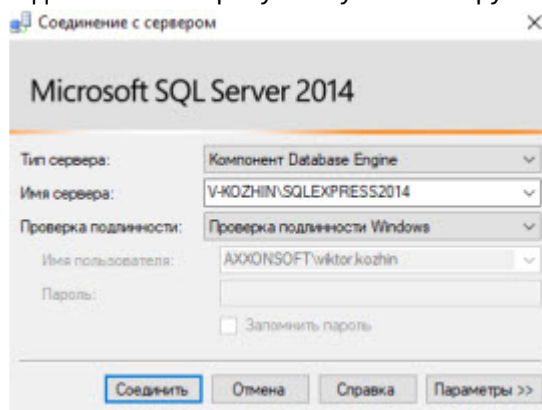 Соединение с сервером
Microsoft SQL Server 2014
Тип сервера: Компонент Database Engine
Имя сервера: V-KOZHIN\SQLEXPRESS2014
Проверка подлинности: Проверка подлинности Windows
Имя пользователя: AXXONSOFT\viktor.kozhin
Пароль:
Запомнить пароль
Соединить Отмена Справка Параметры >>